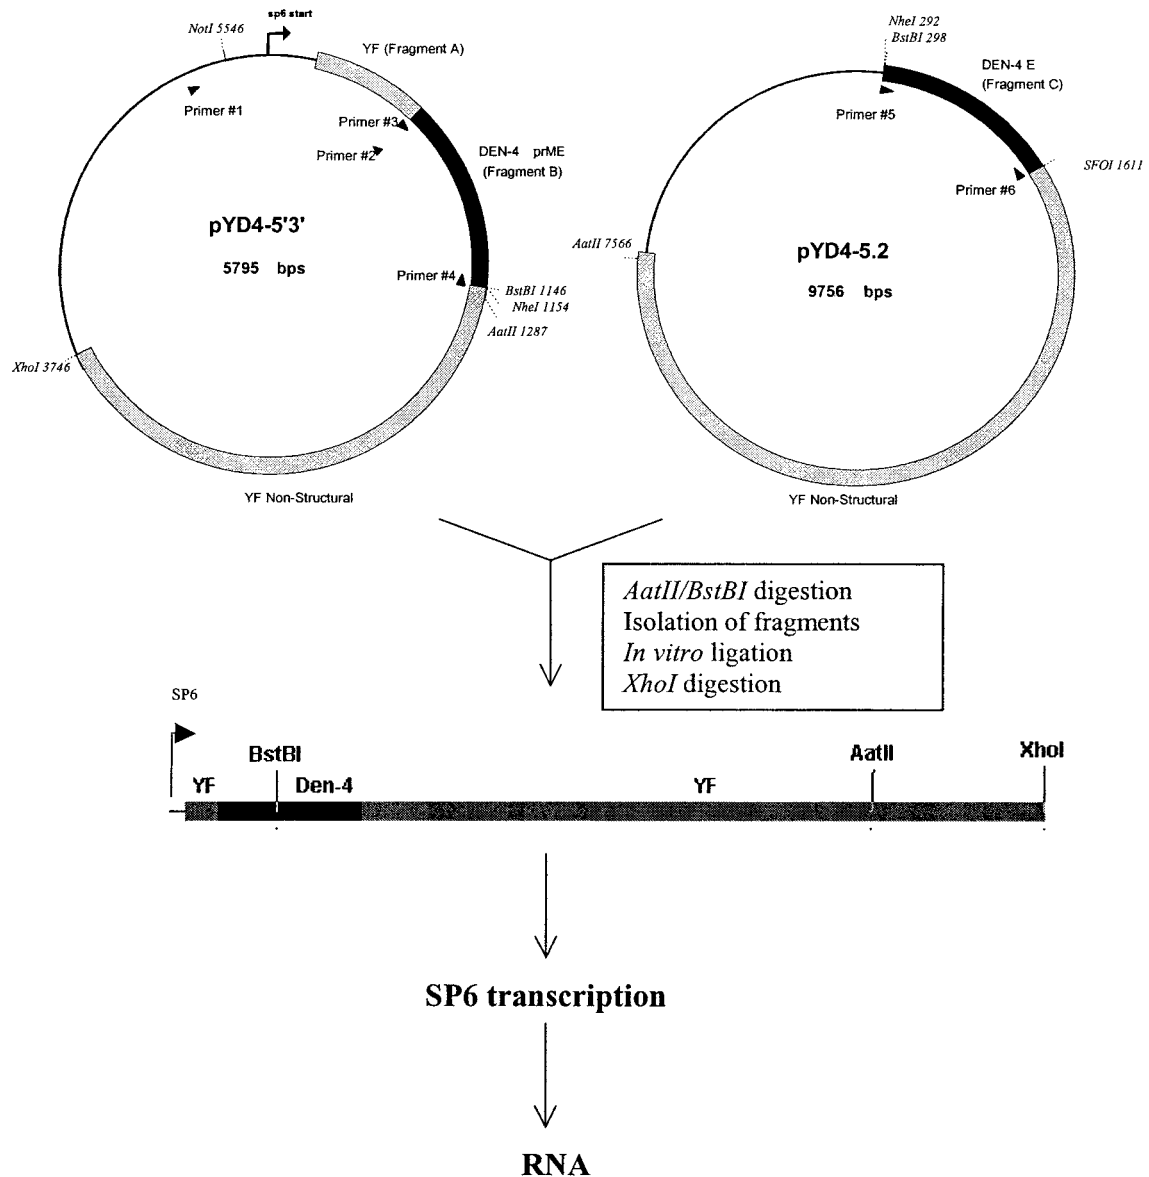 sp6 start
NotI 5546
YF (Fragment A)
Primer #1
Primer #3
Primer #2
DEN-4 prME
(Fragment B)
pYD4-5'3'
5795 bps
Primer #4
BstBI 1146
NheI 1154
AatII 1287
XhoI 3746
YF Non-Structural
NheI 292
BstBI 298
DEN-4 E
(Fragment C)
Primer #5
SFOI 1611
Primer #6
AatII 7566
pYD4-5.2
9756 bps
YF Non-Structural
AatII/BstBI digestion
Isolation of fragments
In vitro ligation
XhoI digestion
SP6
BstBI
AatII
XhoI
YF
Den-4
YF
SP6 transcription
RNA